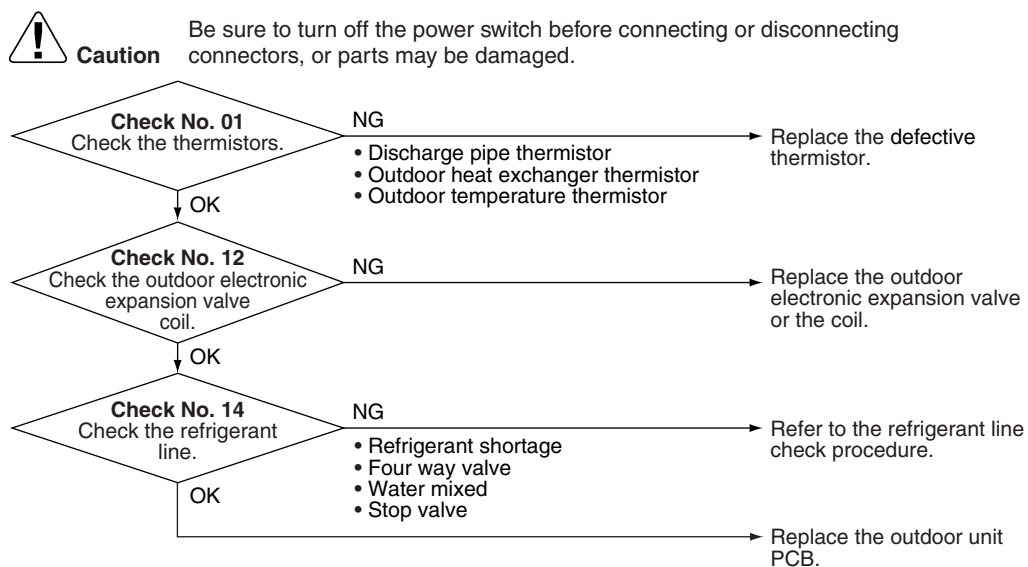 Be sure to turn off the power switch before connecting or disconnecting
Caution connectors, or parts may be damaged.
Check No. 01
Check the thermistors.
NG
• Discharge pipe thermistor
• Outdoor heat exchanger thermistor
• Outdoor temperature thermistor
Replace the defective
thermistor.
OK
Check No. 12
Check the outdoor electronic
expansion valve
coil.
NG
Replace the outdoor
electronic expansion valve
or the coil.
OK
Check No. 14
Check the refrigerant
line.
NG
• Refrigerant shortage
• Four way valve
• Water mixed
• Stop valve
Refer to the refrigerant line
check procedure.
OK
Replace the outdoor unit
PCB.